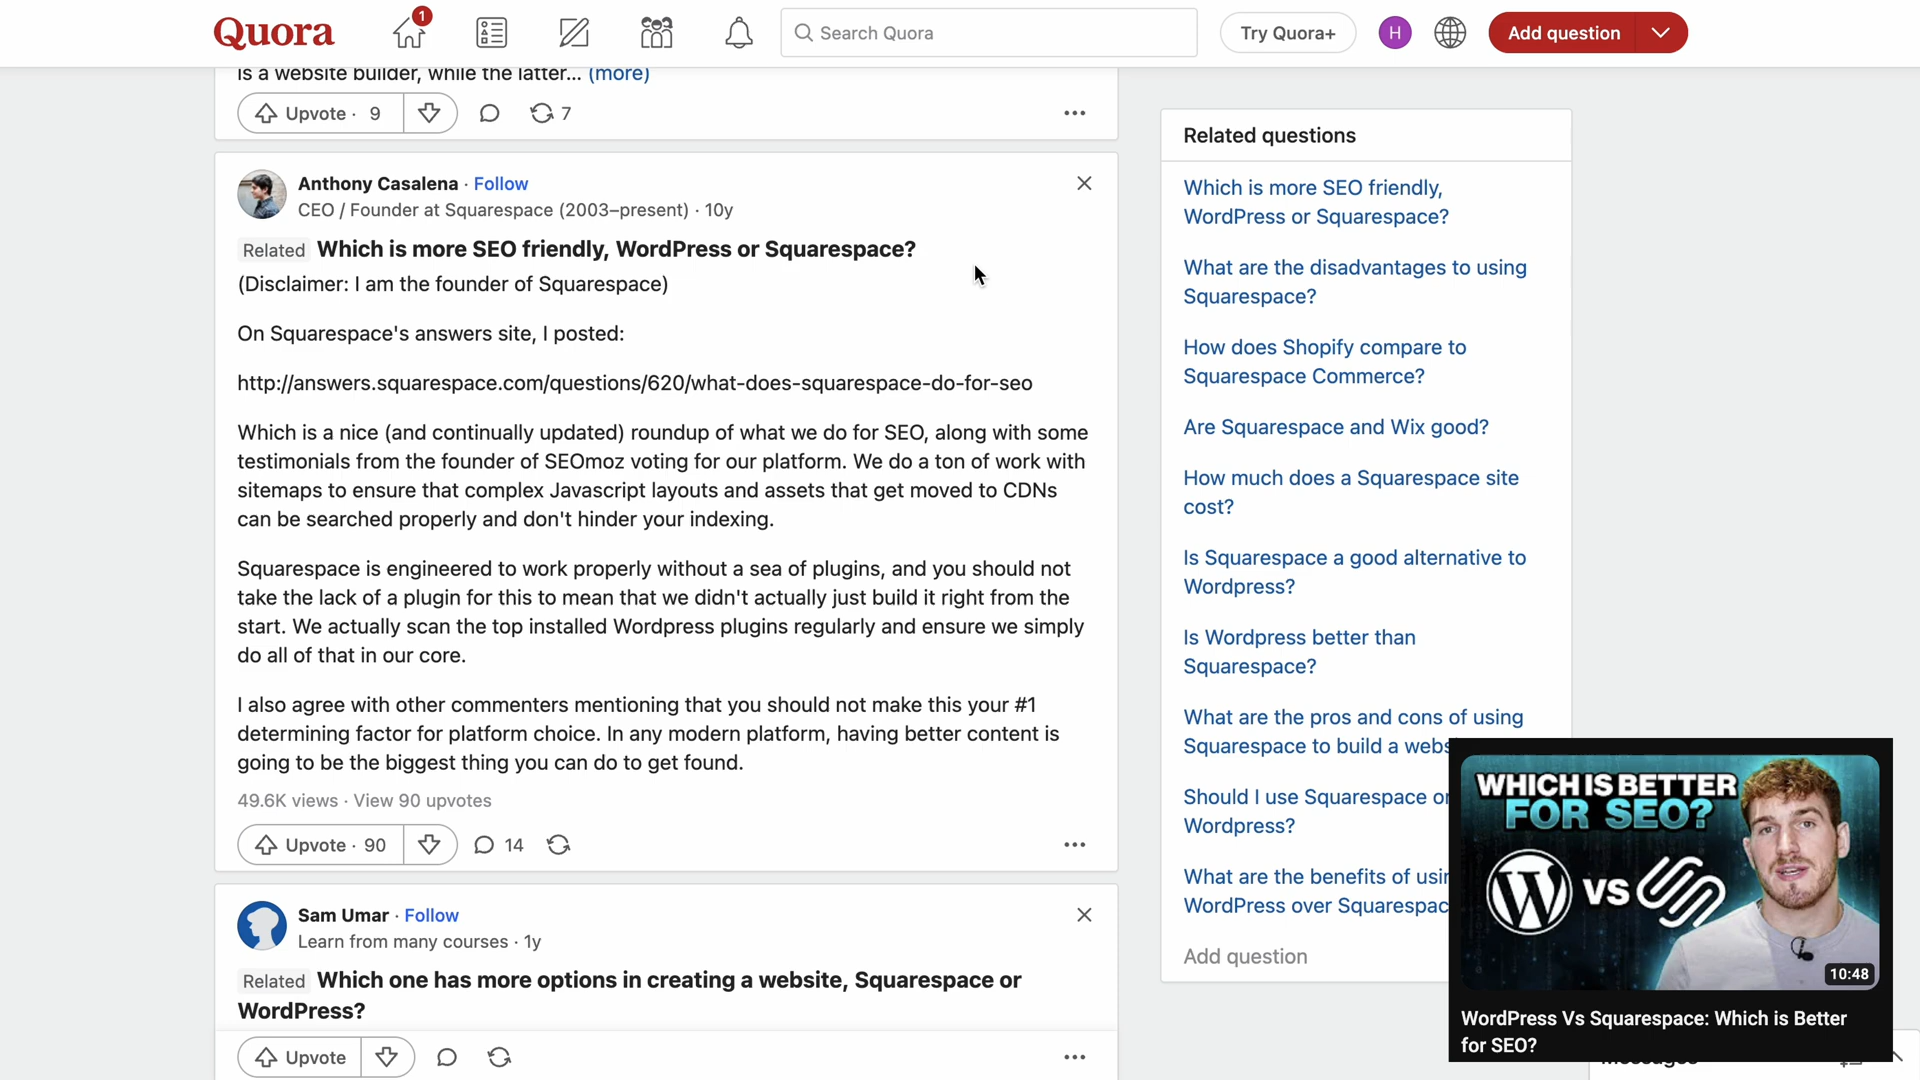 Quora
1
Search Quora
Try Quora+
H
Add question
is a website builder, while the latter... (more)
Upvote · 9
7
Anthony Casalena · Follow
CEO / Founder at Squarespace (2003–present) · 10y
Related Which is more SEO friendly, WordPress or Squarespace?
(Disclaimer: I am the founder of Squarespace)
On Squarespace's answers site, I posted:
http://answers.squarespace.com/questions/620/what-does-squarespace-do-for-seo
Which is a nice (and continually updated) roundup of what we do for SEO, along with some
testimonials from the founder of SEOmoz voting for our platform. We do a ton of work with
sitemaps to ensure that complex Javascript layouts and assets that get moved to CDNs
can be searched properly and don't hinder your indexing.
Squarespace is engineered to work properly without a sea of plugins, and you should not
take the lack of a plugin for this to mean that we didn't actually just build it right from the
start. We actually scan the top installed Wordpress plugins regularly and ensure we simply
do all of that in our core.
I also agree with other commenters mentioning that you should not make this your #1
determining factor for platform choice. In any modern platform, having better content is
going to be the biggest thing you can do to get found.
49.6K views · View 90 upvotes
Upvote · 90
14
Sam Umar · Follow
Learn from many courses · 1y
Related Which one has more options in creating a website, Squarespace or
WordPress?
Upvote
Related questions
Which is more SEO friendly,
WordPress or Squarespace?
What are the disadvantages to using
Squarespace?
How does Shopify compare to
Squarespace Commerce?
Are Squarespace and Wix good?
How much does a Squarespace site
cost?
Is Squarespace a good alternative to
Wordpress?
Is Wordpress better than
Squarespace?
What are the pros and cons of using
Squarespace to build a webs
Should I use Squarespace or
Wordpress?
What are the benefits of usin
WordPress over Squarespac
Add question
WHICH IS BETTER
FOR SEO?
W VS
10:48
WordPress Vs Squarespace: Which is Better
for SEO?